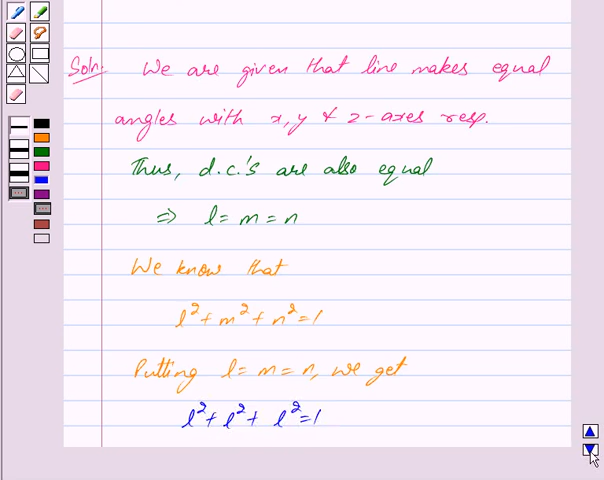 Soln: We are given that line makes equal
angles with x, y & z-axes resp.
Thus, d.c.'s are also equal
⇒ l = m = n
We know that
l² + m² + n² = 1
Putting l = m = n, we get
l² + l² + l² = 1